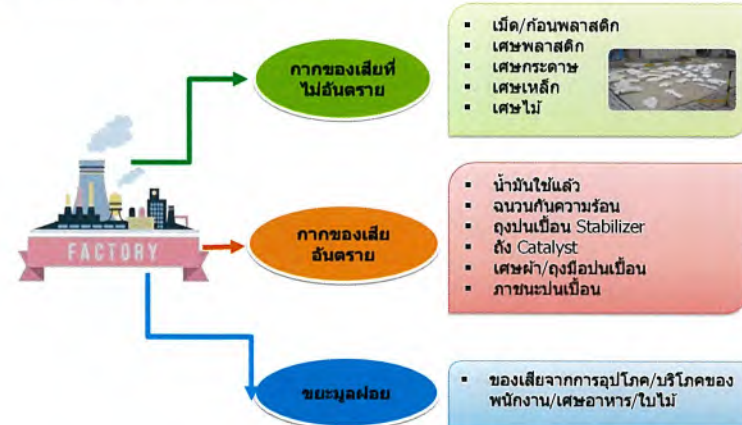 กากของเสียที่
ไม่อันตราย
▪ เม็ด/ก้อนพลาสติก
▪ เศษพลาสติก
▪ เศษกระดาษ
▪ เศษเหล็ก
▪ เศษไม้
FACTORY
กากของเสีย
อันตราย
▪ น้ำมันใช้แล้ว
▪ ฉนวนกันความร้อน
▪ ถุงปนเปื้อน Stabilizer
▪ ถัง Catalyst
▪ เศษผ้า/ถุงมือปนเปื้อน
▪ ภาชนะปนเปื้อน
ขยะมูลฝอย
▪ ของเสียจากการอุปโภค/บริโภคของ
พนักงาน/เศษอาหาร/ใบไม้